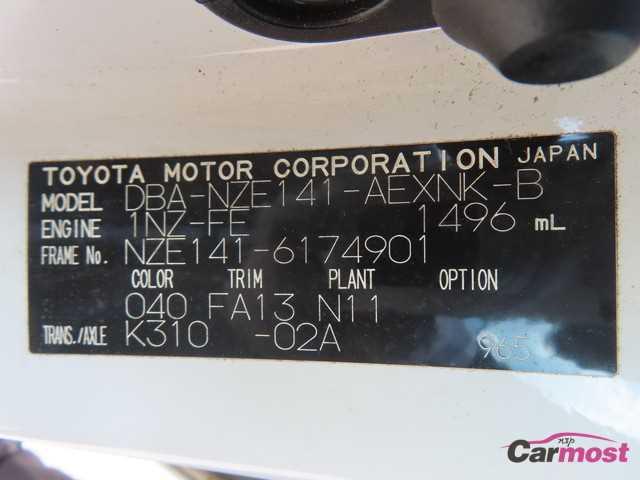 TOYOTA MOTOR CORPORATION JAPAN
MODEL DBA-NZE141-AEXNK-B
ENGINE 1NZ-FE 1496 mL
FRAME No. NZE141-6174901
COLOR TRIM PLANT OPTION
040 FA13 N11
TRANS./AXLE K310 -02A 965
nsp
Carmost